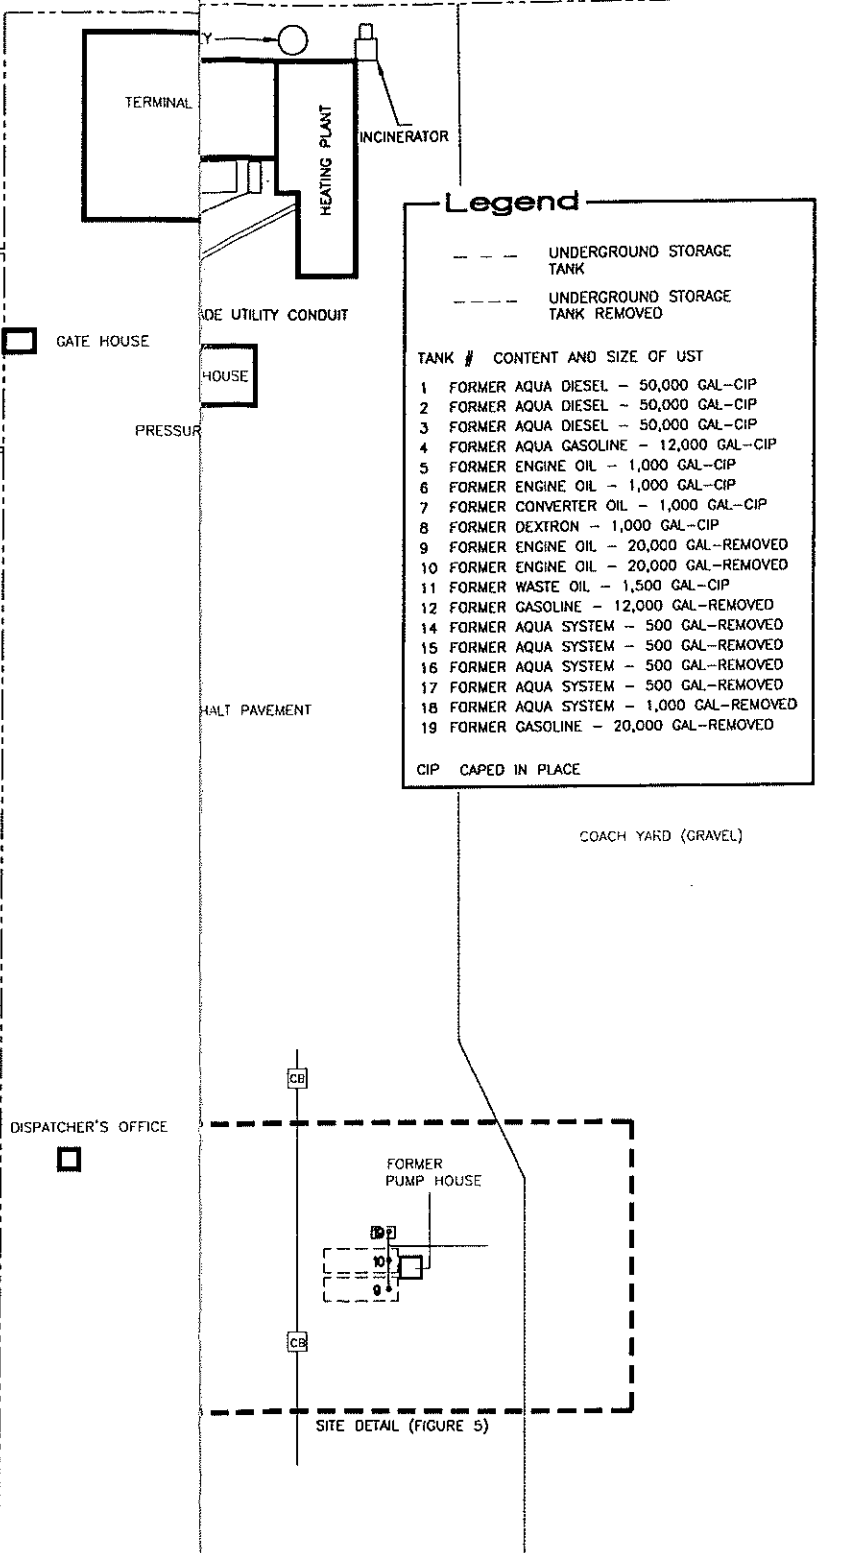 Y
TERMINAL
HEATING PLANT
INCINERATOR
Legend
UNDERGROUND STORAGE
TANK
UNDERGROUND STORAGE
TANK REMOVED
ADE UTILITY CONDUIT
GATE HOUSE
HOUSE
PRESSUR
TANK # CONTENT AND SIZE OF UST
1 FORMER AQUA DIESEL - 50,000 GAL-CIP
2 FORMER AQUA DIESEL - 50,000 GAL-CIP
3 FORMER AQUA DIESEL - 50,000 GAL-CIP
4 FORMER AQUA GASOLINE - 12,000 GAL-CIP
5 FORMER ENGINE OIL - 1,000 GAL-CIP
6 FORMER ENGINE OIL - 1,000 GAL-CIP
7 FORMER CONVERTER OIL - 1,000 GAL-CIP
8 FORMER DEXTRON - 1,000 GAL-CIP
9 FORMER ENGINE OIL - 20,000 GAL-REMOVED
10 FORMER ENGINE OIL - 20,000 GAL-REMOVED
11 FORMER WASTE OIL - 1,500 GAL-CIP
12 FORMER GASOLINE - 12,000 GAL-REMOVED
14 FORMER AQUA SYSTEM - 500 GAL-REMOVED
15 FORMER AQUA SYSTEM - 500 GAL-REMOVED
16 FORMER AQUA SYSTEM - 500 GAL-REMOVED
17 FORMER AQUA SYSTEM - 500 GAL-REMOVED
18 FORMER AQUA SYSTEM - 1,000 GAL-REMOVED
19 FORMER GASOLINE - 20,000 GAL-REMOVED
CIP CAPED IN PLACE
HALT PAVEMENT
COACH YARD (GRAVEL)
CB
DISPATCHER'S OFFICE
FORMER
PUMP HOUSE
10
9
CB
SITE DETAIL (FIGURE 5)